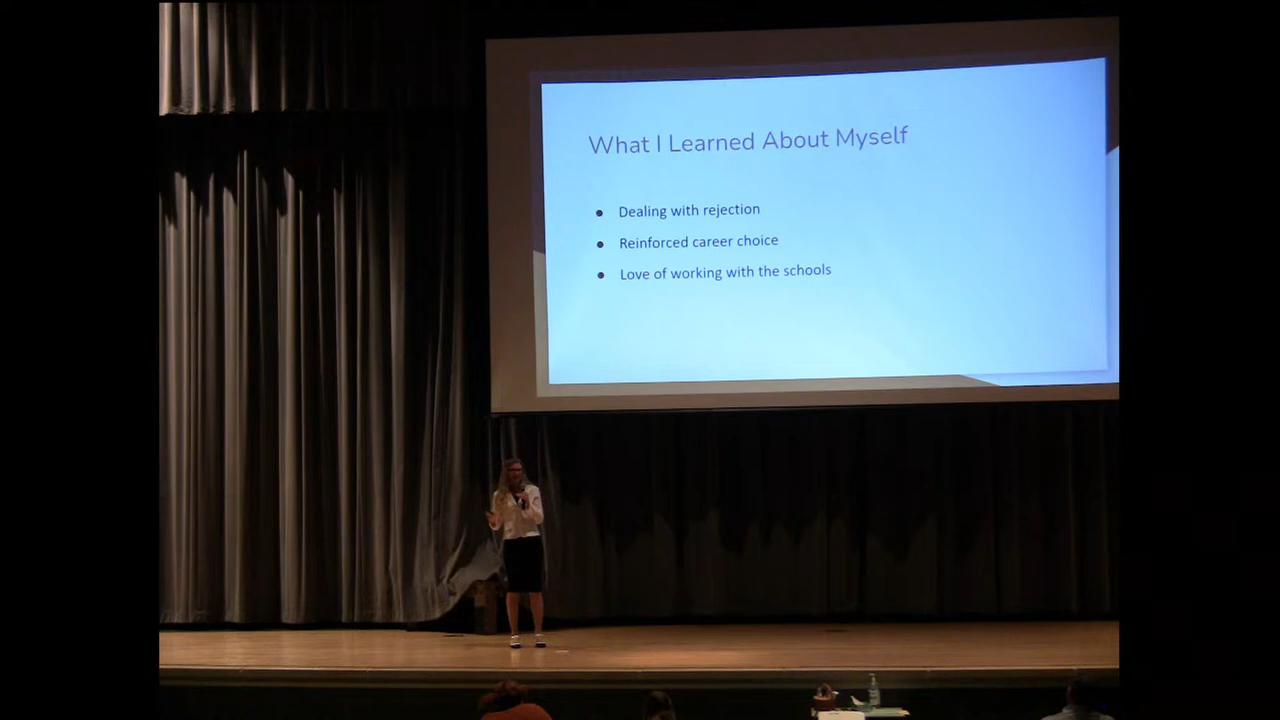 What I Learned About Myself
Dealing with rejection
Reinforced career choice
Love of working with the schools